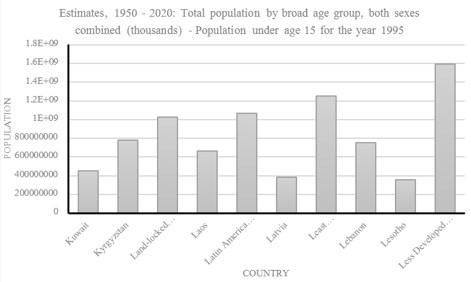 Estimates, 1950 - 2020: Total population by broad age group, both sexes
combined (thousands) - Population under age 15 for the year 1995
1.8E+09
1.6E+09
1.4E+09
1.2E+09
1E+09
800000000
600000000
400000000
200000000
0
POPULATION
Kuwait
Kyrgyzstan
Land-locked...
Laos
Latin America...
Latvia
Least...
Lebanon
Lesotho
Less Developed...
COUNTRY